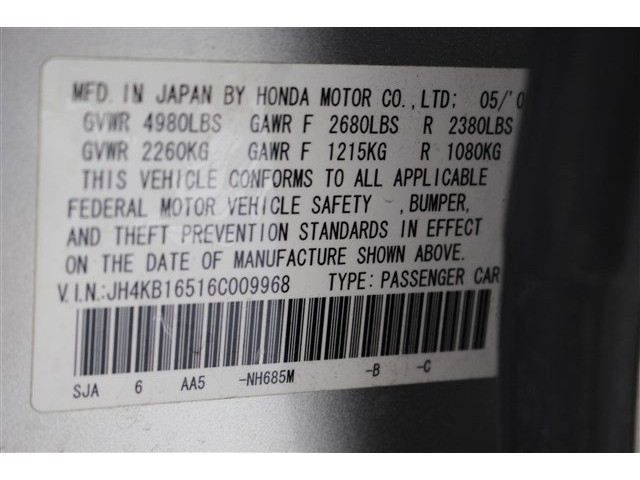 MFD. IN JAPAN BY HONDA MOTOR CO.,LTD; 05/'0
GVWR 4980LBS GAWR F 2680LBS R 2380LBS
GVWR 2260KG GAWR F 1215KG R 1080KG
THIS VEHICLE CONFORMS TO ALL APPLICABLE
FEDERAL MOTOR VEHICLE SAFETY ,BUMPER,
AND THEFT PREVENTION STANDARDS IN EFFECT
ON THE DATE OF MANUFACTURE SHOWN ABOVE.
V.I.N.:JH4KB16516C009968 TYPE: PASSENGER CAR
SJA 6 AA5 -NH685M -B -C